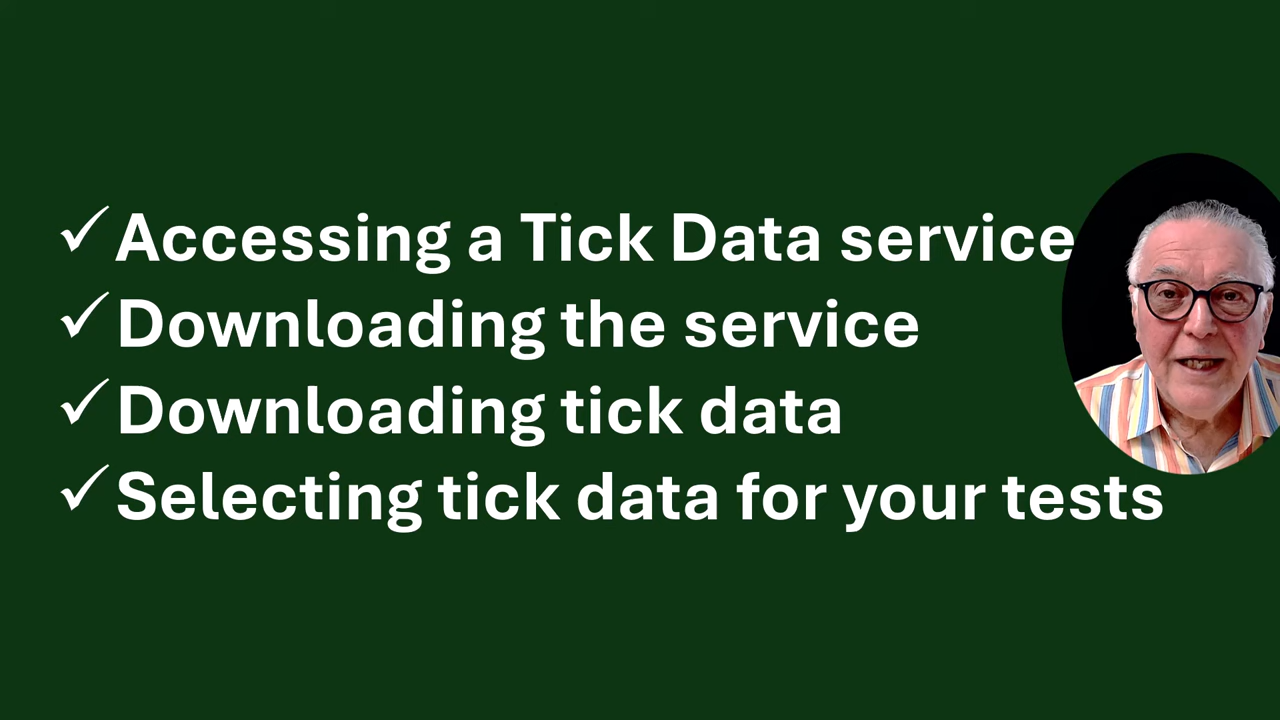 ✓Accessing a Tick Data service
✓Downloading the service
✓Downloading tick data
✓Selecting tick data for your tests